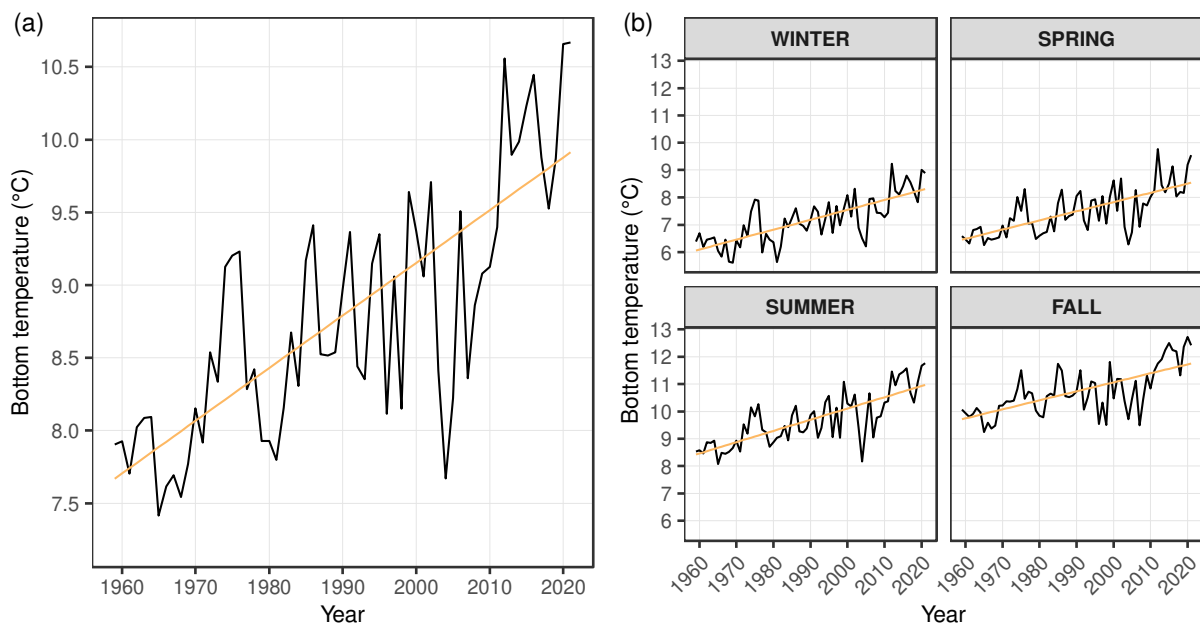 (a)
10.5
10.0
9.5
9.0
8.5
8.0
7.5
Bottom temperature (°C)
1960 1970 1980 1990 2000 2010 2020
Year
(b)
WINTER SPRING
13
12
11
10
9
8
7
6
SUMMER FALL
13
12
11
10
9
8
7
6
Bottom temperature (°C)
1960 1970 1980 1990 2000 2010 2020 1960 1970 1980 1990 2000 2010 2020
Year